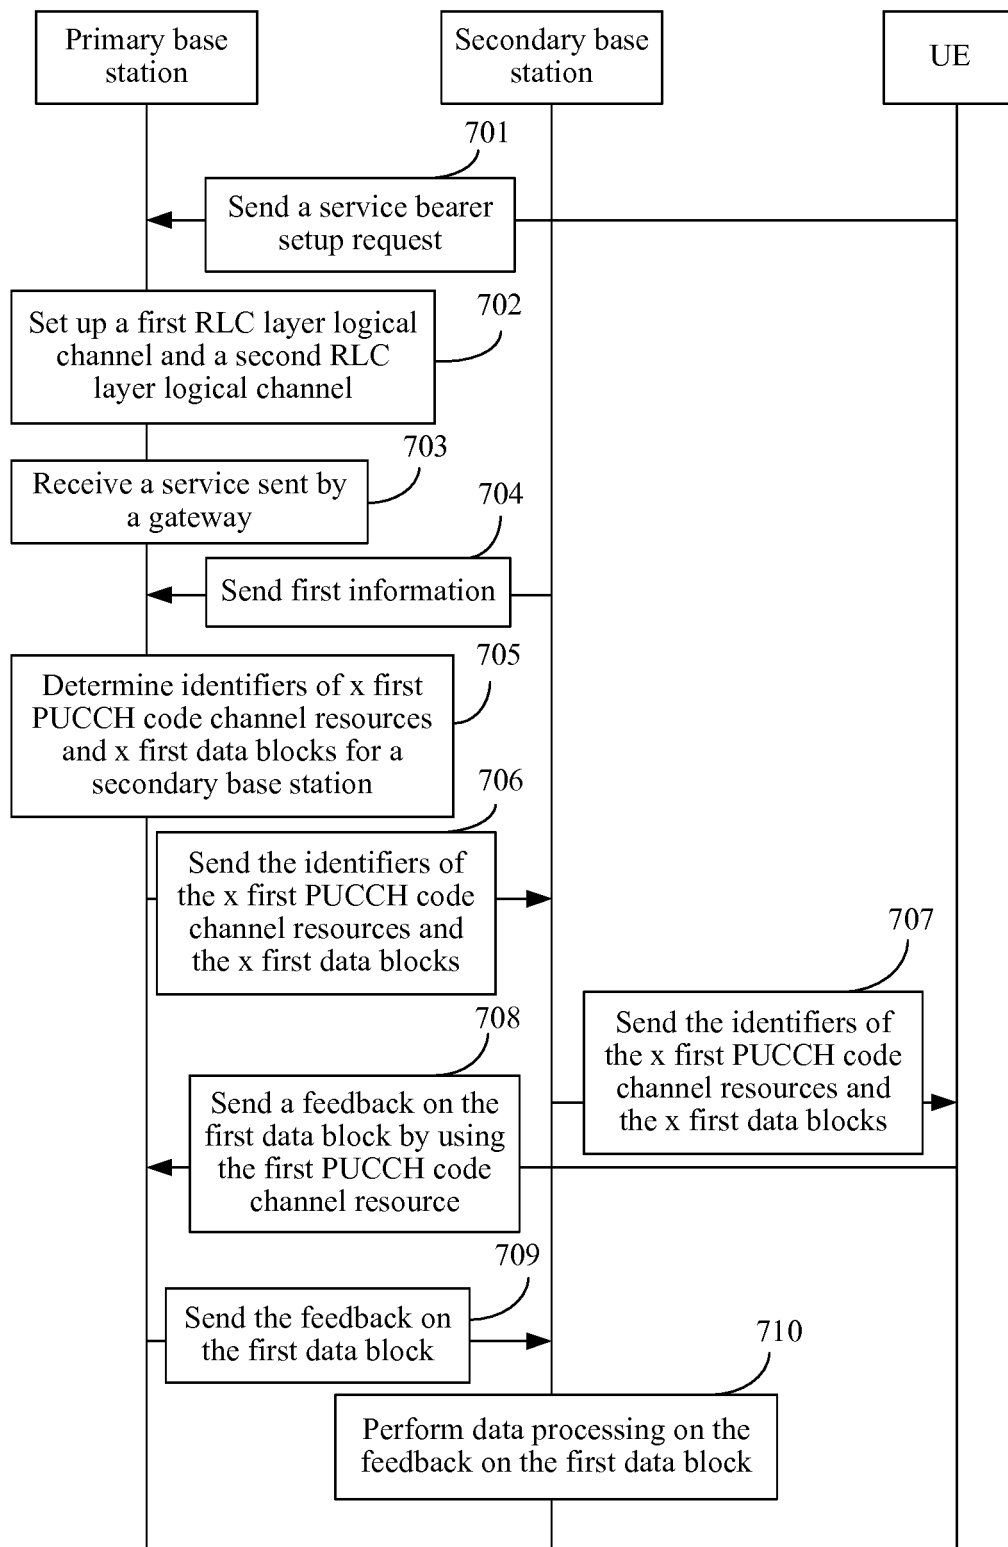 Primary base
station
Secondary base
station
UE
701
Send a service bearer
setup request
702
Set up a first RLC layer logical
channel and a second RLC
layer logical channel
703
Receive a service sent by
a gateway
704
Send first information
705
Determine identifiers of x first
PUCCH code channel resources
and x first data blocks for a
secondary base station
706
Send the identifiers of
the x first PUCCH code
channel resources and
the x first data blocks
707
Send the identifiers of
the x first PUCCH code
channel resources and
the x first data blocks
708
Send a feedback on the
first data block by using
the first PUCCH code
channel resource
709
Send the feedback on
the first data block
710
Perform data processing on the
feedback on the first data block